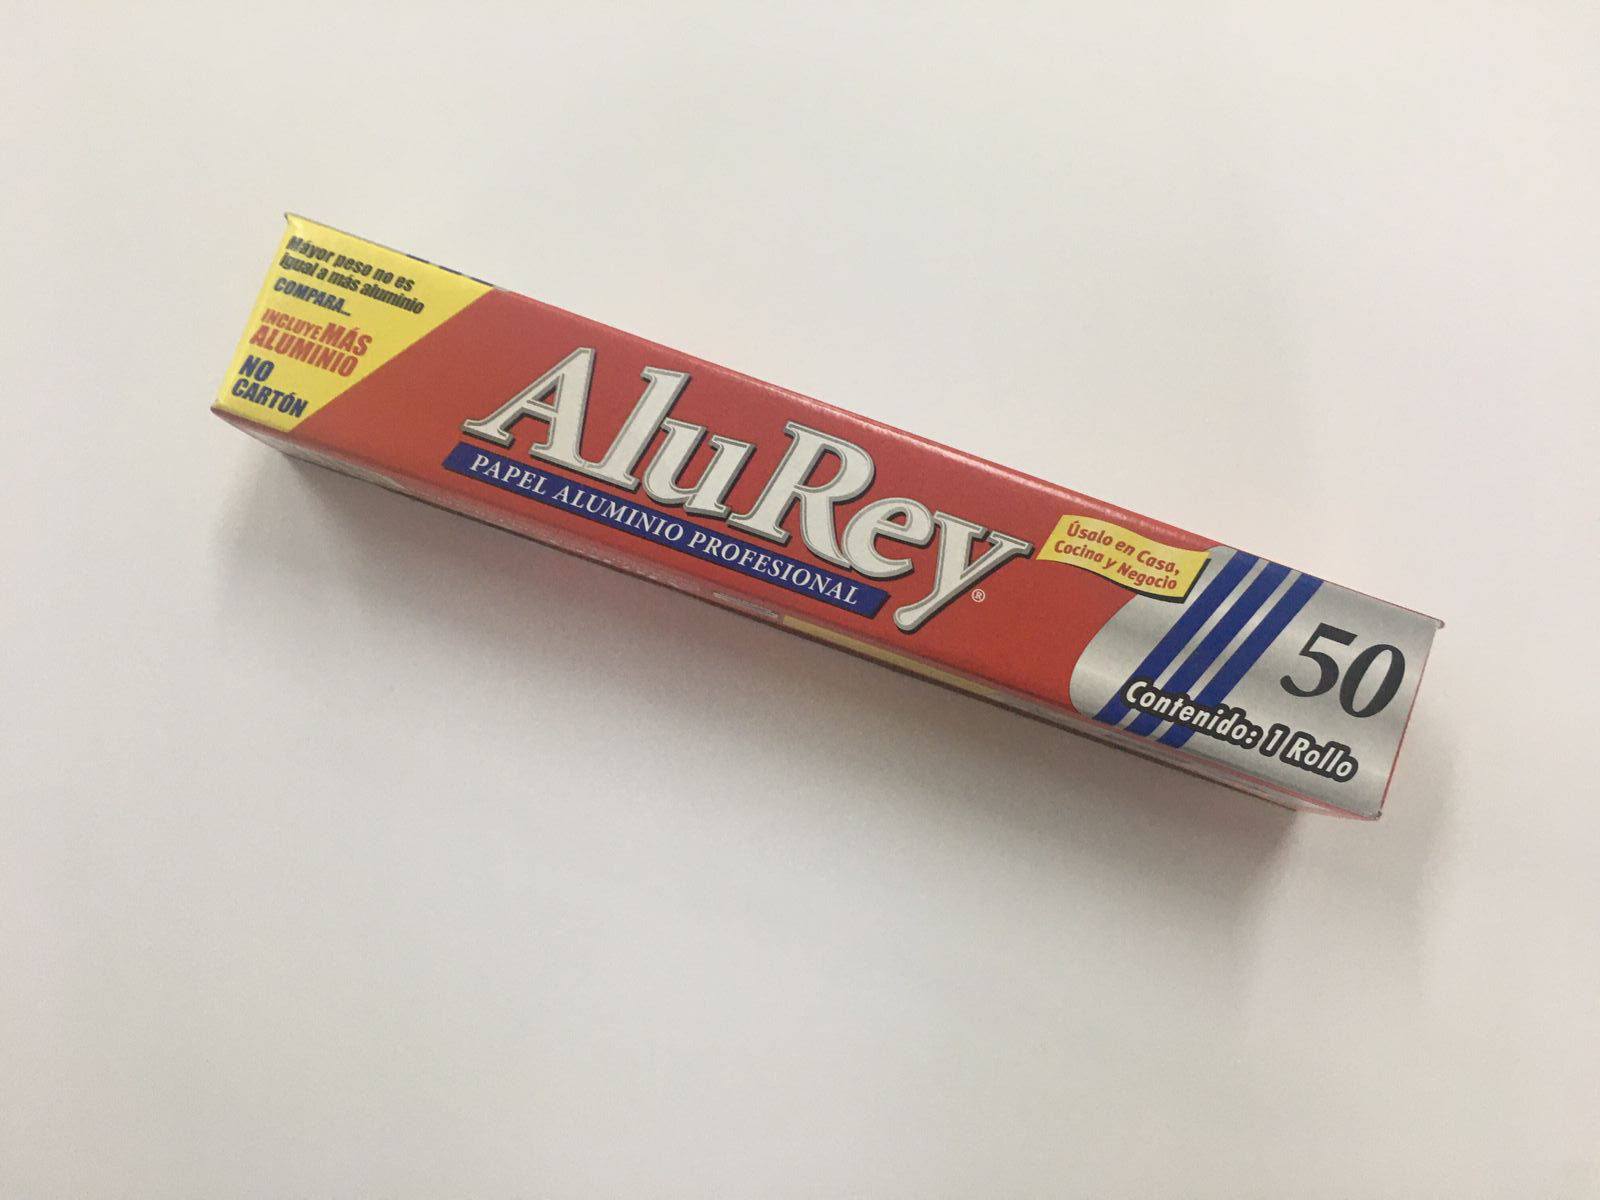 Máyor peso no es
igual a más aluminio
COMPARA...
INCLUYE MÁS
ALUMINIO
NO
CARTÓN
AluRey
PAPEL ALUMINIO PROFESIONAL
®
Úsalo en Casa,
Cocina y Negocio
50
Contenido: 1 Rollo